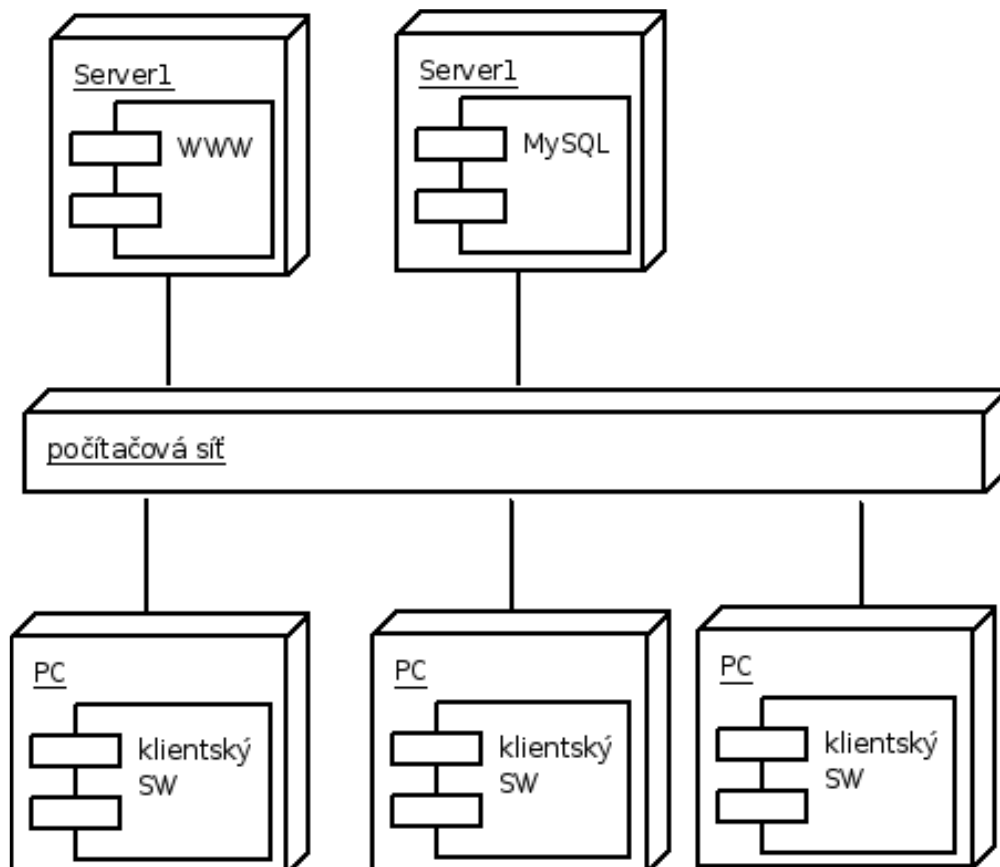 Server1
WWW
Server1
MySQL
počítačová síť
PC
klientský
SW
PC
klientský
SW
PC
klientský
SW